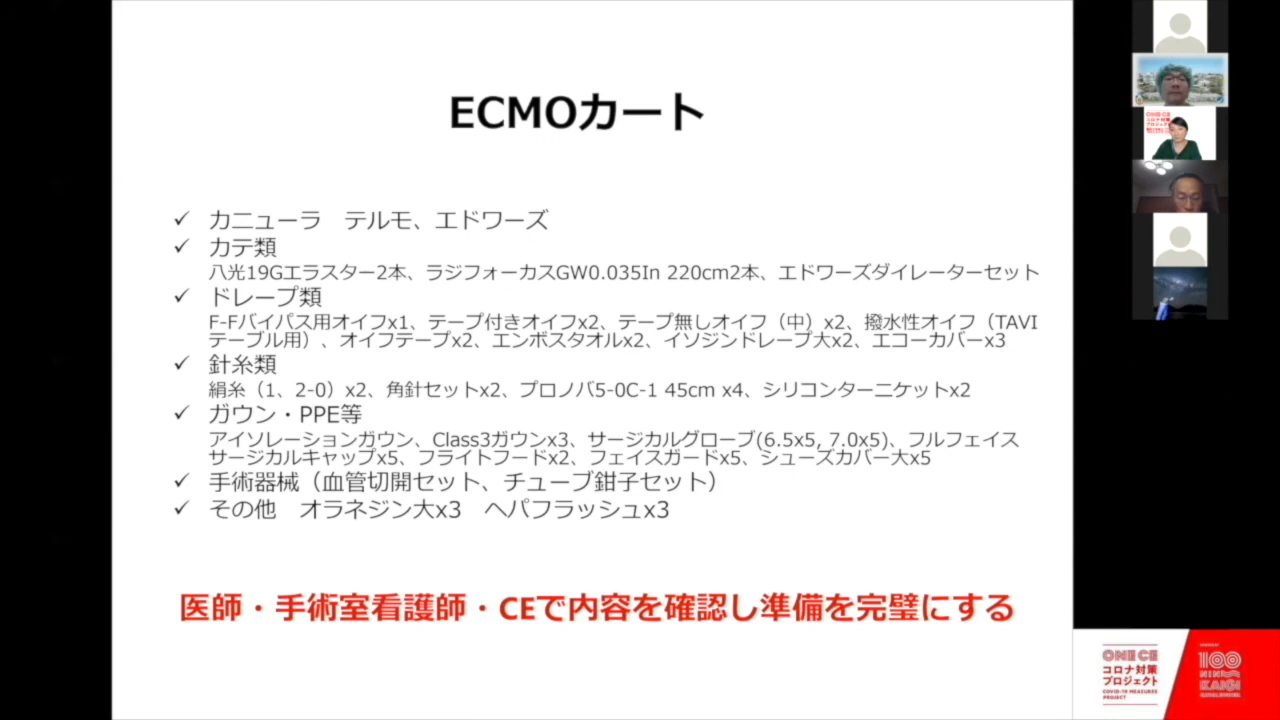 ECMOカート
✓ カニューラ　テルモ、エドワーズ
✓ カテ類
八光19Gエラスター2本、ラジフォーカスGW0.035In 220cm2本、エドワーズダイレーターセット
✓ ドレープ類
F-Fバイパス用オイフx1、テープ付きオイフx2、テープ無しオイフ（中）x2、撥水性オイフ（TAVI
テーブル用）、オイフテープx2、エンボスタオルx2、イソジンドレープ大x2、エコーカバーx3
✓ 針糸類
絹糸（1、2-0）x2、角針セットx2、プロノバ5-0C-1 45cm x4、シリコンターニケットx2
✓ ガウン・PPE等
アイソレーションガウン、Class3ガウンx3、サージカルグローブ(6.5x5, 7.0x5)、フルフェイス
サージカルキャップx5、フライトフードx2、フェイスガードx5、シューズカバー大x5
✓ 手術器械（血管切開セット、チューブ鉗子セット）
✓ その他　オラネジン大x3　ヘパフラッシュx3
医師・手術室看護師・CEで内容を確認し準備を完璧にする
ONE CE
コロナ対策
プロジェクト
COVID-19 MEASURES
PROJECT
100
NIN
KAIGI
ONE CE
コロナ対策
プロジェクト